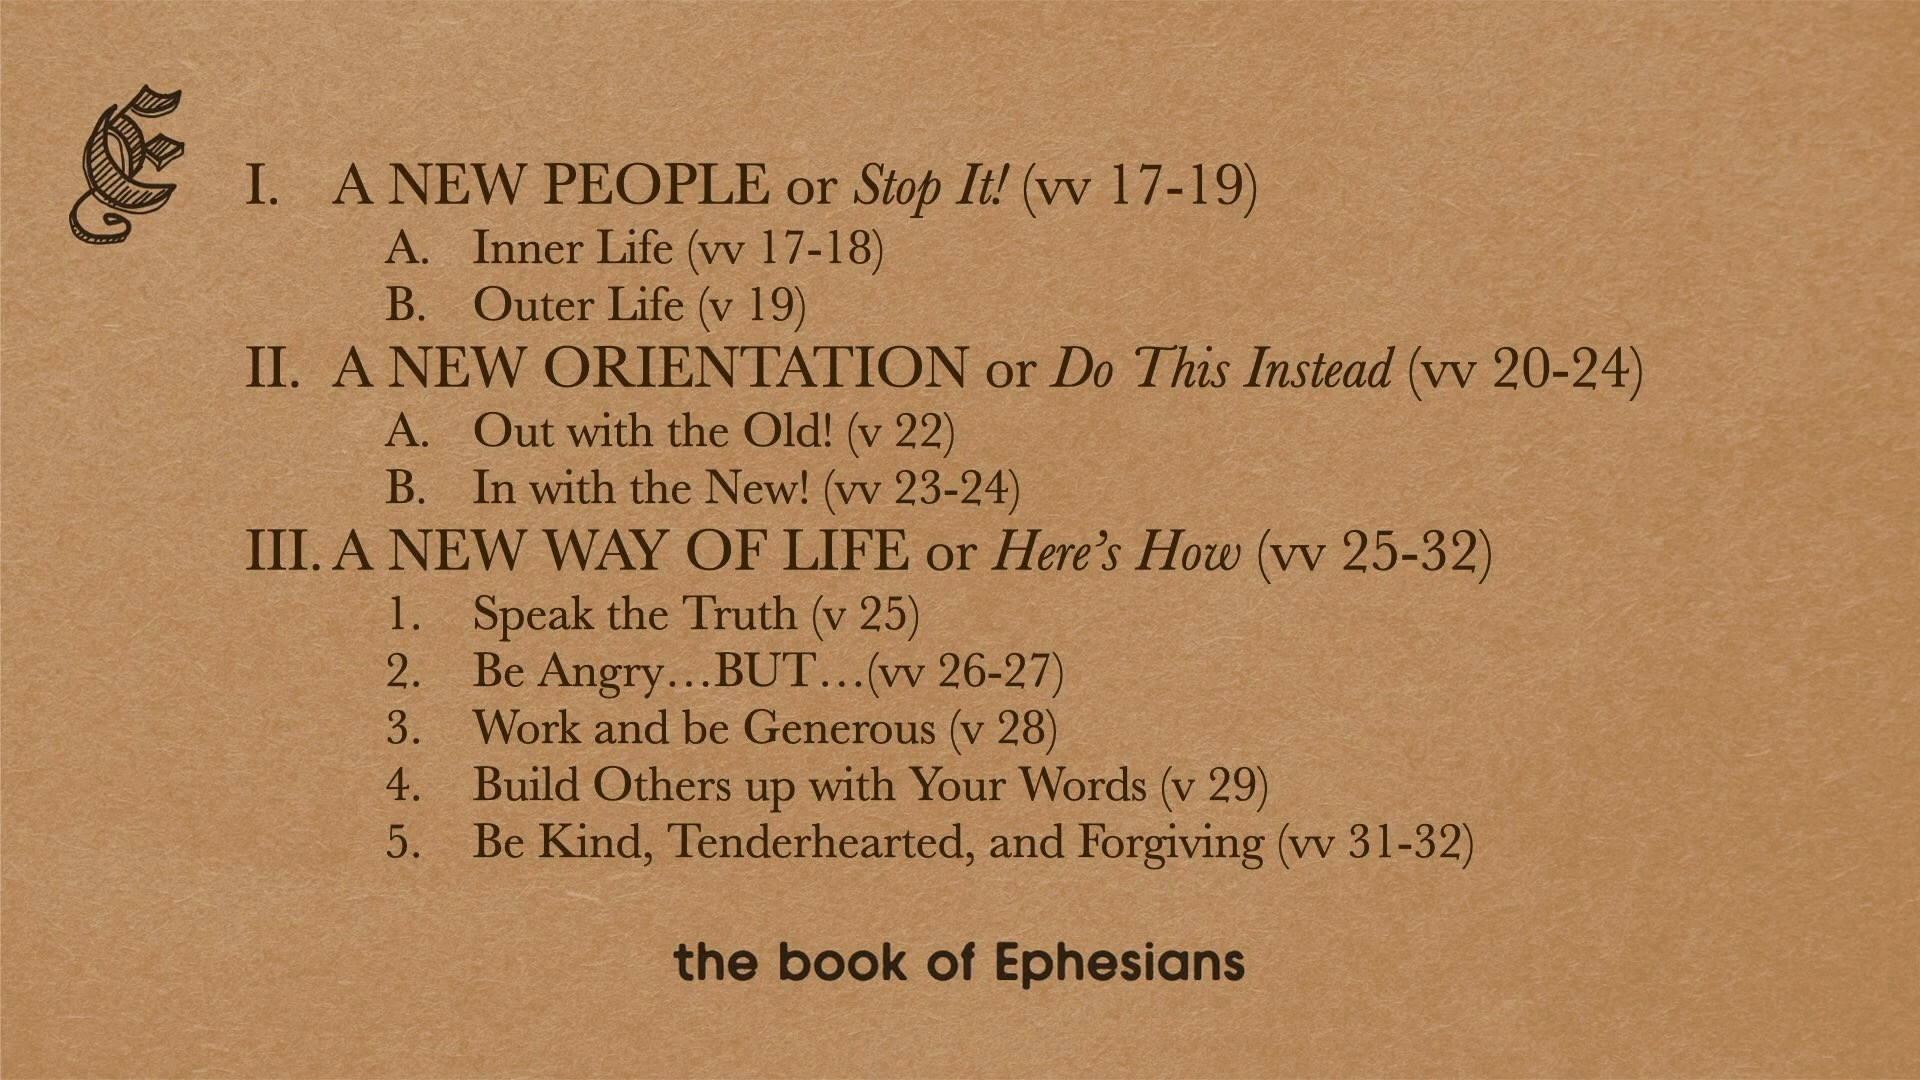 E
I. A NEW PEOPLE or Stop It! (vv 17-19)
A. Inner Life (vv 17-18)
B. Outer Life (v 19)
II. A NEW ORIENTATION or Do This Instead (vv 20-24)
A. Out with the Old! (v 22)
B. In with the New! (vv 23-24)
III. A NEW WAY OF LIFE or Here’s How (vv 25-32)
1. Speak the Truth (v 25)
2. Be Angry…BUT…(vv 26-27)
3. Work and be Generous (v 28)
4. Build Others up with Your Words (v 29)
5. Be Kind, Tenderhearted, and Forgiving (vv 31-32)
the book of Ephesians